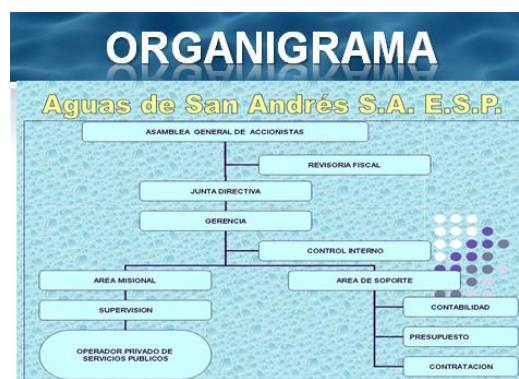 ORGANIGRAMA
Aguas de San Andrés S.A. E.S.P.
ASAMBLEA GENERAL DE ACCIONISTAS
REVISORIA FISCAL
JUNTA DIRECTIVA
GERENCIA
CONTROL INTERNO
AREA MISIONAL
AREA DE SOPORTE
SUPERVISION
CONTABILIDAD
PRESUPUESTO
OPERADOR PRIVADO DE
SERVICIOS PUBLICOS
CONTRATACION